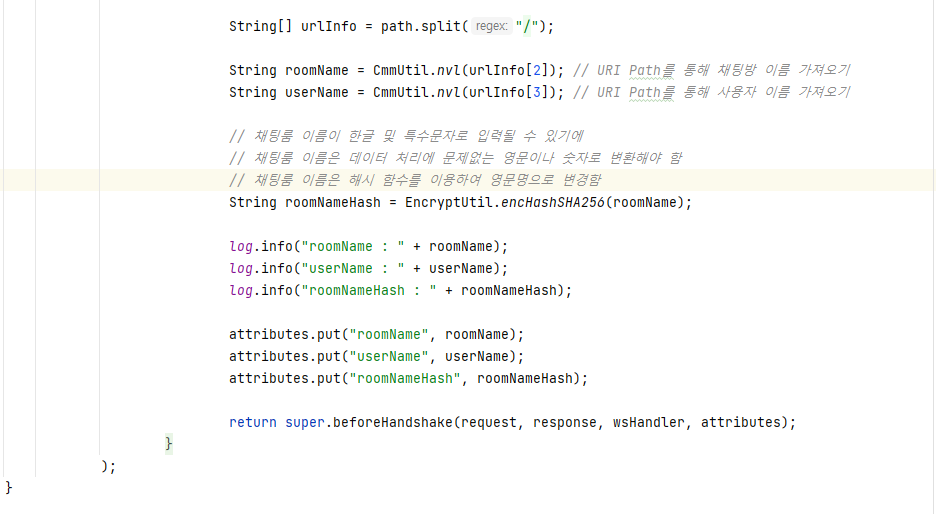 String[] urlInfo = path.split( regex: "/");
String roomName = CmmUtil.nvl(urlInfo[2]); // URI Path를 통해 채팅방 이름 가져오기
String userName = CmmUtil.nvl(urlInfo[3]); // URI Path를 통해 사용자 이름 가져오기
// 채팅룸 이름이 한글 및 특수문자로 입력될 수 있기에
// 채팅룸 이름은 데이터 처리에 문제없는 영문이나 숫자로 변환해야 함
// 채팅룸 이름은 해시 함수를 이용하여 영문명으로 변경함
String roomNameHash = EncryptUtil.encHashSHA256(roomName);
log.info("roomName : " + roomName);
log.info("userName : " + userName);
log.info("roomNameHash : " + roomNameHash);
attributes.put("roomName", roomName);
attributes.put("userName", userName);
attributes.put("roomNameHash", roomNameHash);
return super.beforeHandshake(request, response, wsHandler, attributes);
}
);
}